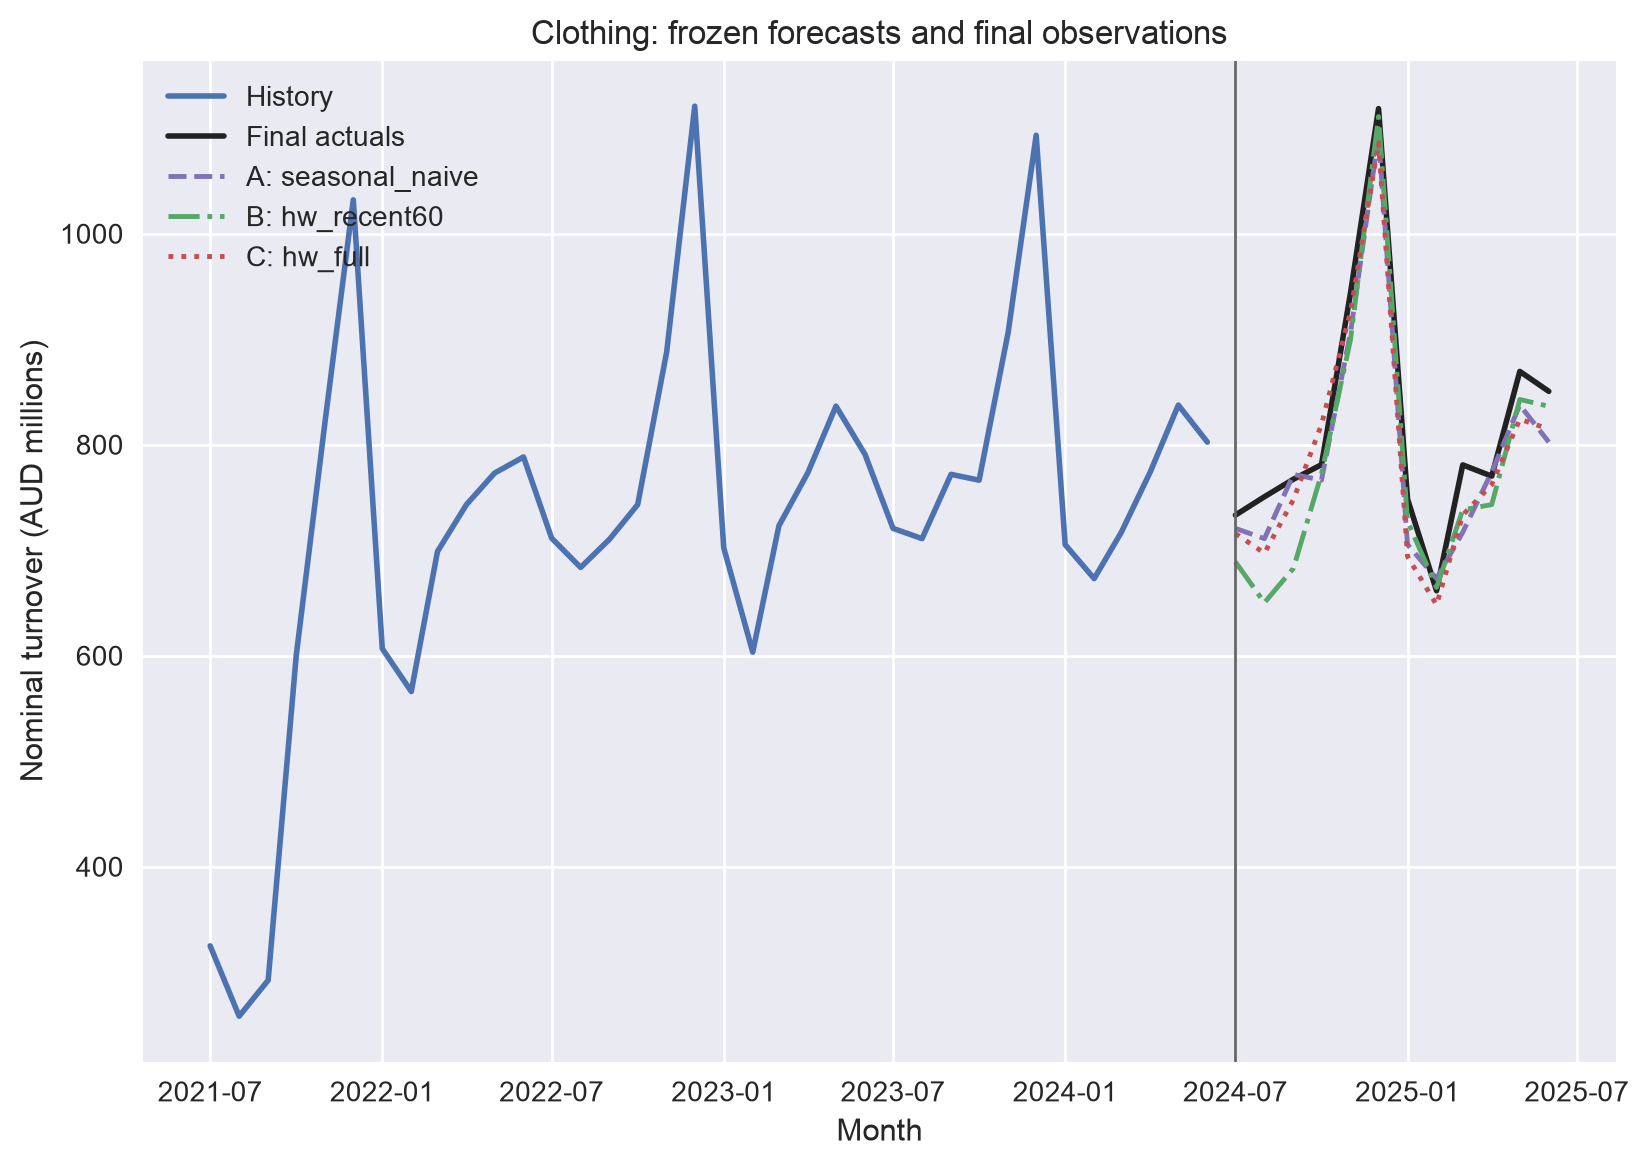 Clothing: frozen forecasts and final observations
History
Final actuals
A: seasonal_naive
B: hw_recent60
C: hw_full
Nominal turnover (AUD millions)
1000
800
600
400
2021-07 2022-01 2022-07 2023-01 2023-07 2024-01 2024-07 2025-01 2025-07
Month